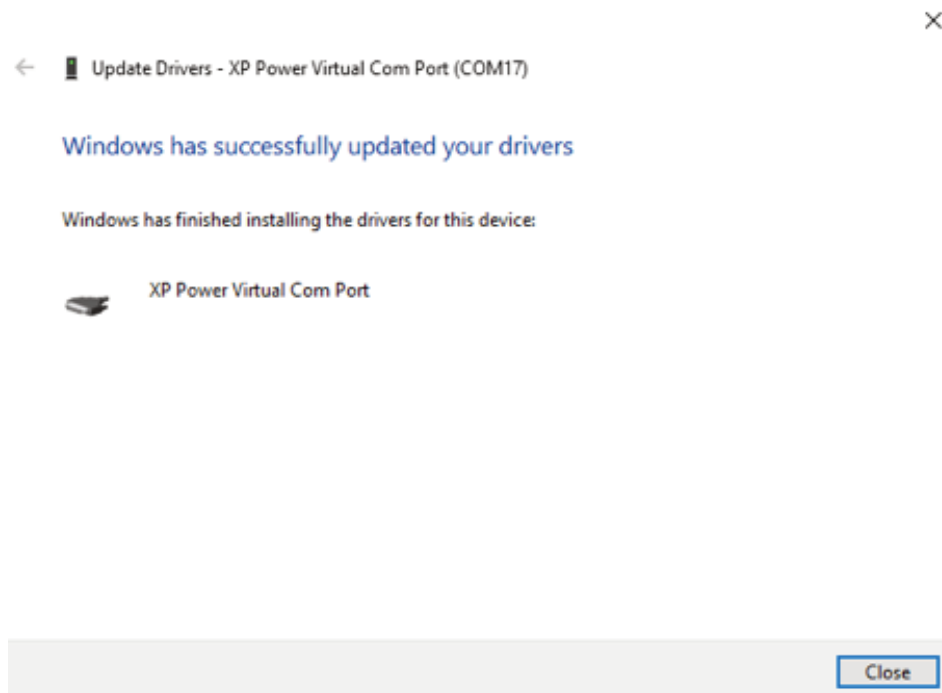 Update Drivers - XP Power Virtual Com Port (COM17)
Windows has successfully updated your drivers
Windows has finished installing the drivers for this device:
XP Power Virtual Com Port
Close